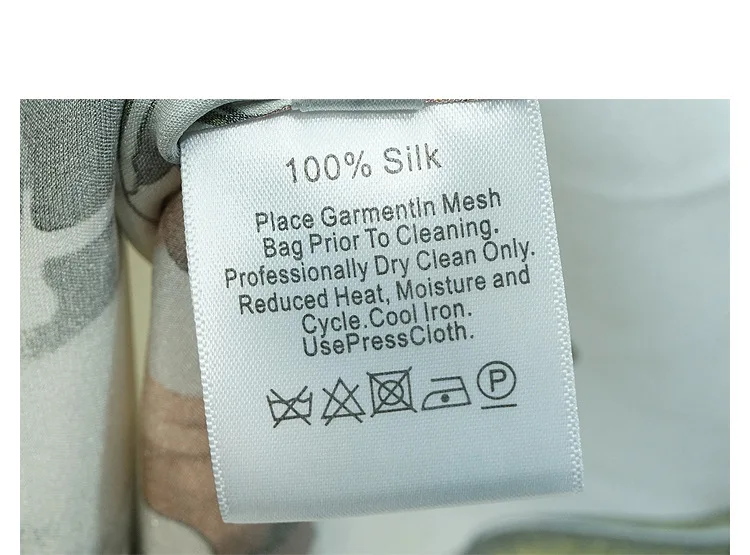 100% Silk
Place GarmentIn Mesh
Bag Prior To Cleaning.
Professionally Dry Clean Only.
Reduced Heat, Moisture and
Cycle.Cool Iron.
UsePressCloth.
P